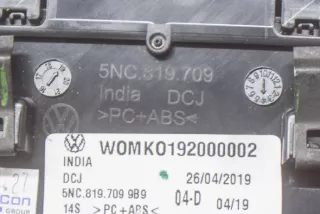 5NC.819.709
India DCJ
>PC+ABS<
WOMKO192000002
INDIA
DCJ 26/04/2019
5NC.819.709 9B9 04-D 04/19
14S >PC+ABS<
GROUP